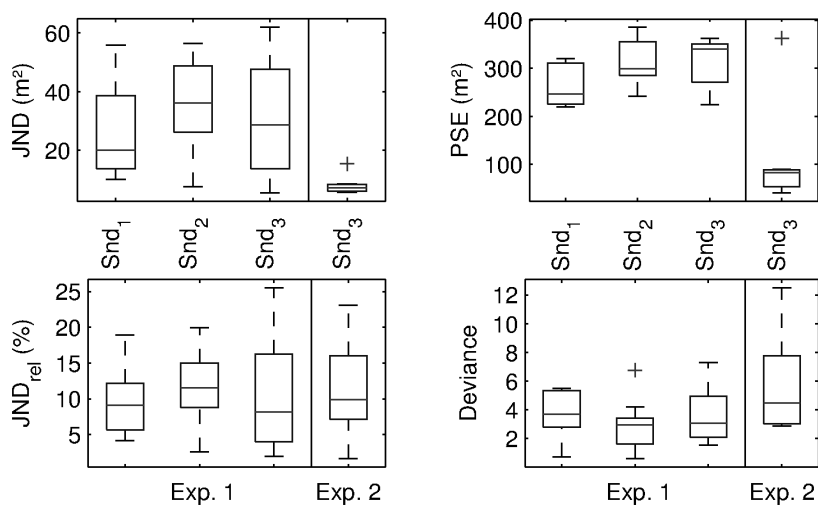 JND (m²)
60
40
20
PSE (m²)
400
300
200
100
Snd₁
Snd₂
Snd₃
Snd₃
Snd₁
Snd₂
Snd₃
Snd₃
JND_rel (%)
25
20
15
10
5
Deviance
12
10
8
6
4
2
Exp. 1 Exp. 2
Exp. 1 Exp. 2